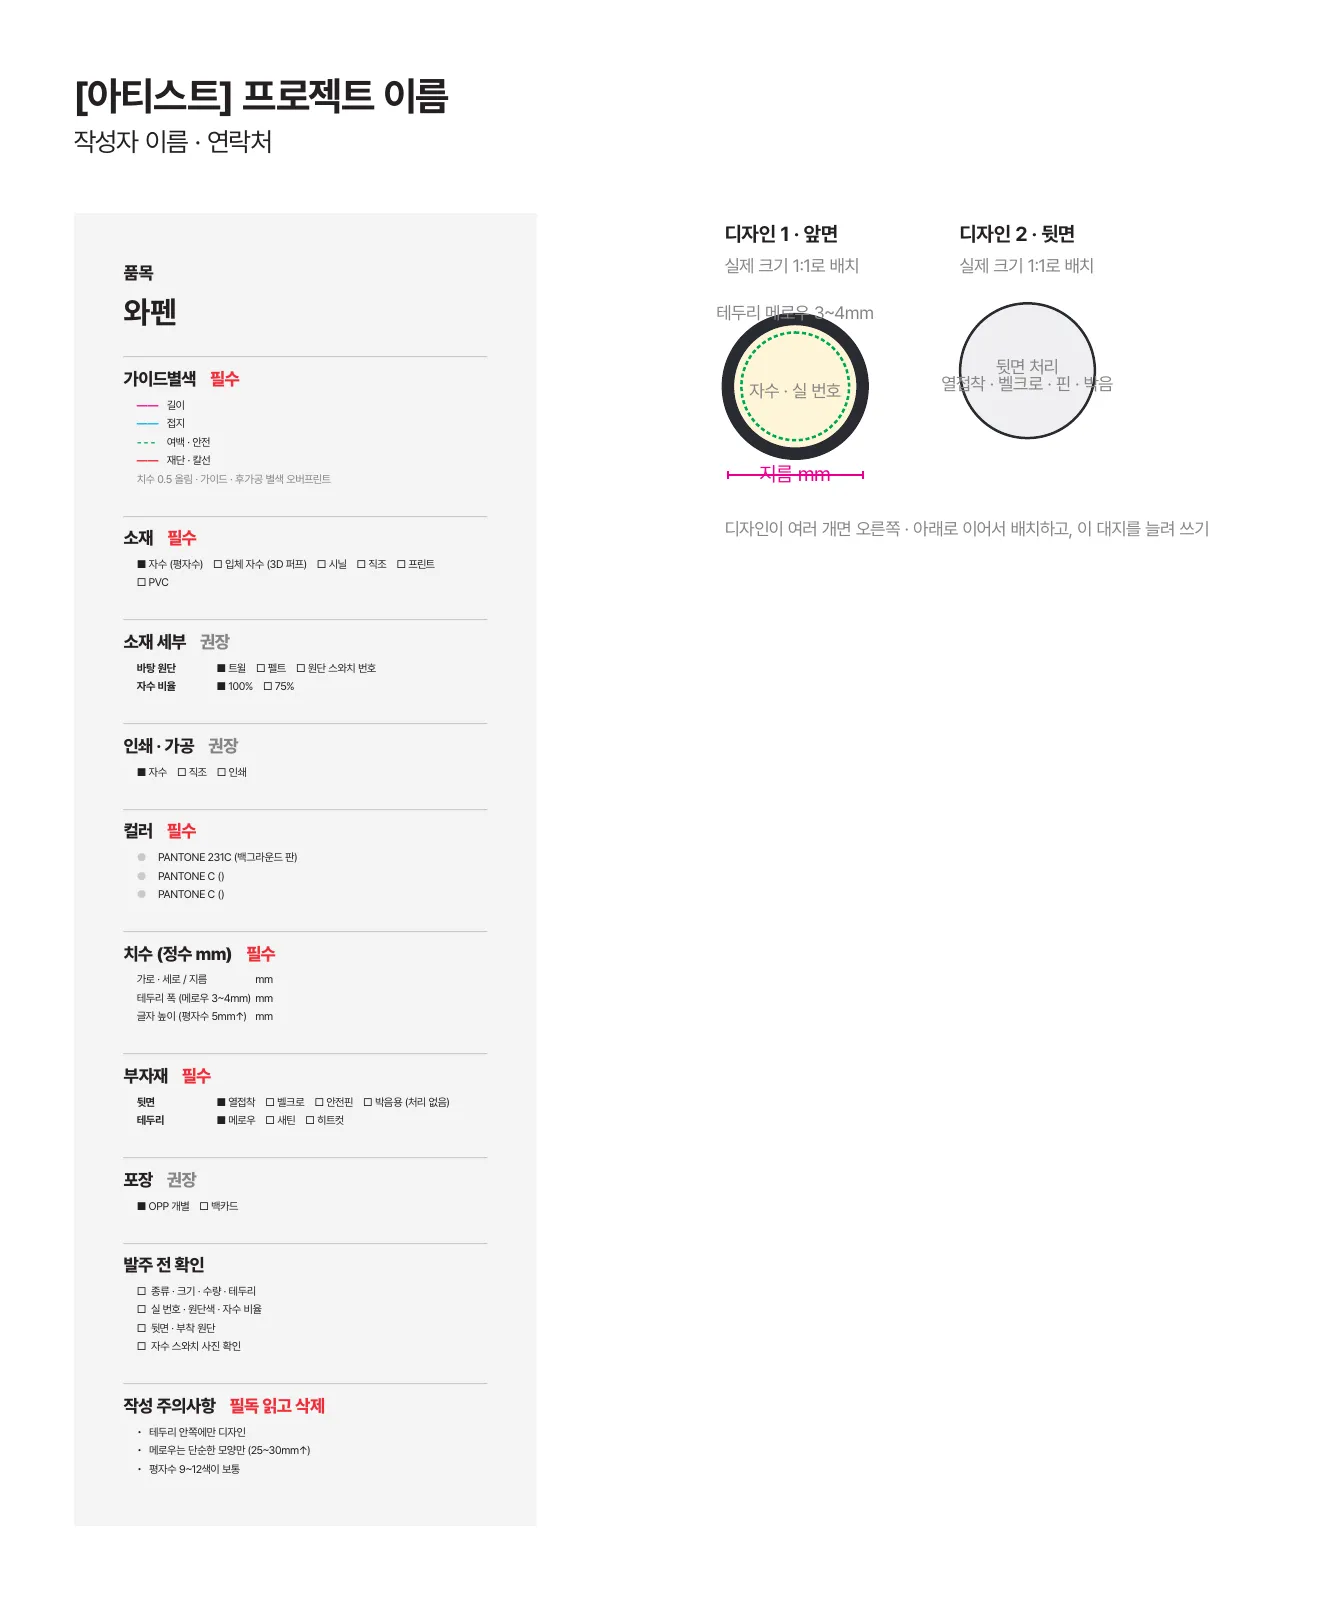 [아티스트] 프로젝트 이름
작성자 이름 · 연락처
품목
와펜
가이드별색 필수
길이
접지
여백 · 안전
재단 · 칼선
치수 0.5 올림 · 가이드 · 후가공 별색 오버프린트
소재 필수
■ 자수 (평자수) □ 입체 자수 (3D 퍼프) □ 시닐 □ 직조 □ 프린트
□ PVC
소재 세부 권장
바탕 원단 ■ 트윌 □ 펠트 □ 원단 스와치 번호
자수 비율 ■ 100% □ 75%
인쇄 · 가공 권장
■ 자수 □ 직조 □ 인쇄
컬러 필수
PANTONE 231C (백그라운드 판)
PANTONE C ()
PANTONE C ()
치수 (정수 mm) 필수
가로 · 세로 / 지름 mm
테두리 폭 (메로우 3~4mm) mm
글자 높이 (평자수 5mm↑) mm
부자재 필수
뒷면 ■ 열접착 □ 벨크로 □ 안전핀 □ 박음용 (처리 없음)
테두리 ■ 메로우 □ 새틴 □ 히트컷
포장 권장
■ OPP 개별 □ 백카드
발주 전 확인
□ 종류 · 크기 · 수량 · 테두리
□ 실 번호 · 원단색 · 자수 비율
□ 뒷면 · 부착 원단
□ 자수 스와치 사진 확인
작성 주의사항 필독 읽고 삭제
• 테두리 안쪽에만 디자인
• 메로우는 단순한 모양만 (25~30mm↑)
• 평자수 9~12색이 보통
디자인 1 · 앞면
실제 크기 1:1로 배치
테두리 메로우 3~4mm
자수 · 실 번호
지름 mm
디자인 2 · 뒷면
실제 크기 1:1로 배치
뒷면 처리
열접착 · 벨크로 · 핀 · 박음
디자인이 여러 개면 오른쪽 · 아래로 이어서 배치하고, 이 대지를 늘려 쓰기